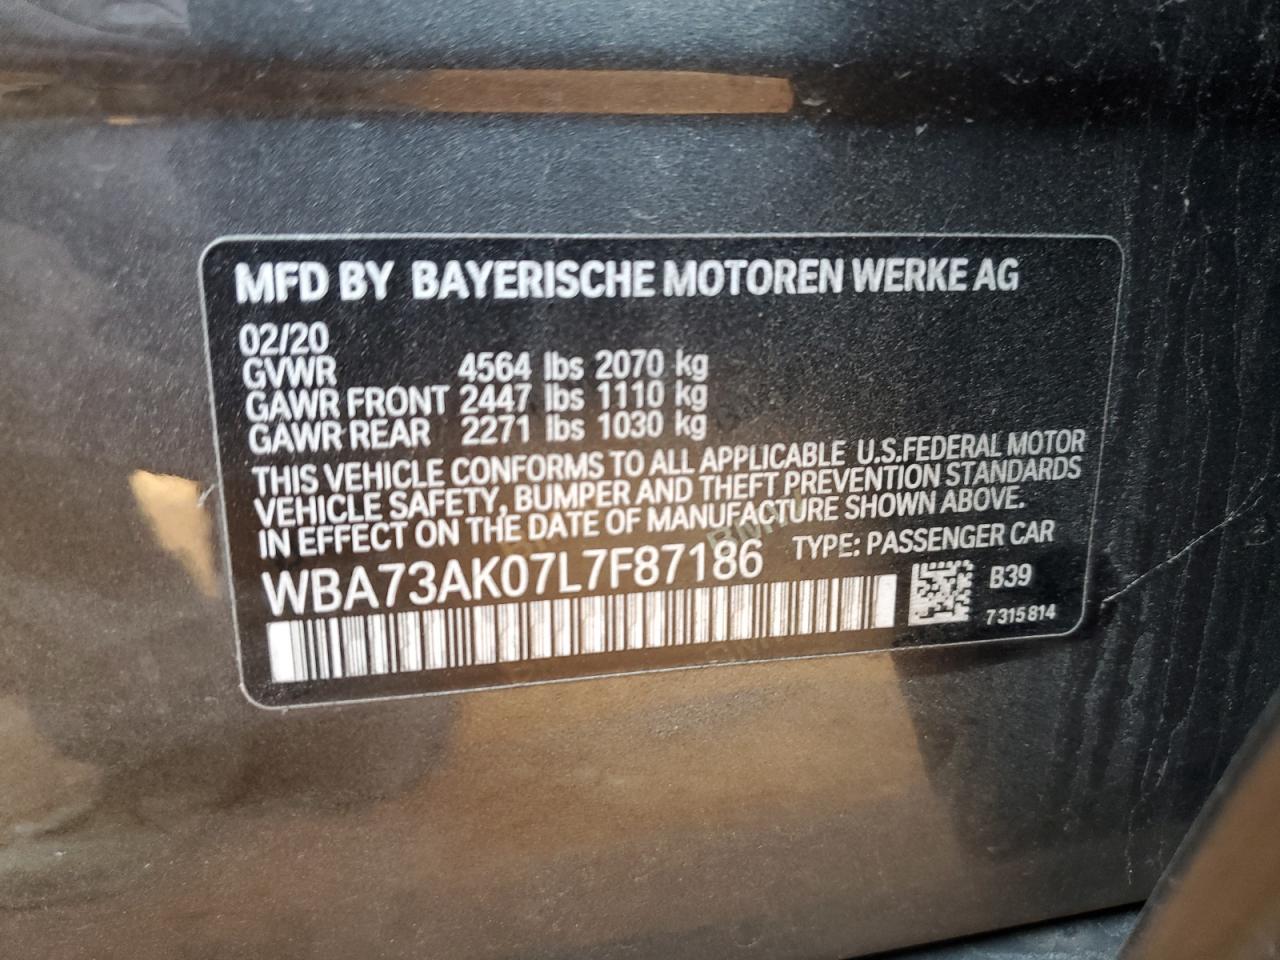 MFD BY BAYERISCHE MOTOREN WERKE AG
02/20
GVWR 4564 lbs 2070 kg
GAWR FRONT 2447 lbs 1110 kg
GAWR REAR 2271 lbs 1030 kg
THIS VEHICLE CONFORMS TO ALL APPLICABLE U.S.FEDERAL MOTOR
VEHICLE SAFETY, BUMPER AND THEFT PREVENTION STANDARDS
IN EFFECT ON THE DATE OF MANUFACTURE SHOWN ABOVE.
WBA73AK07L7F87186 TYPE: PASSENGER CAR
B39
7315814